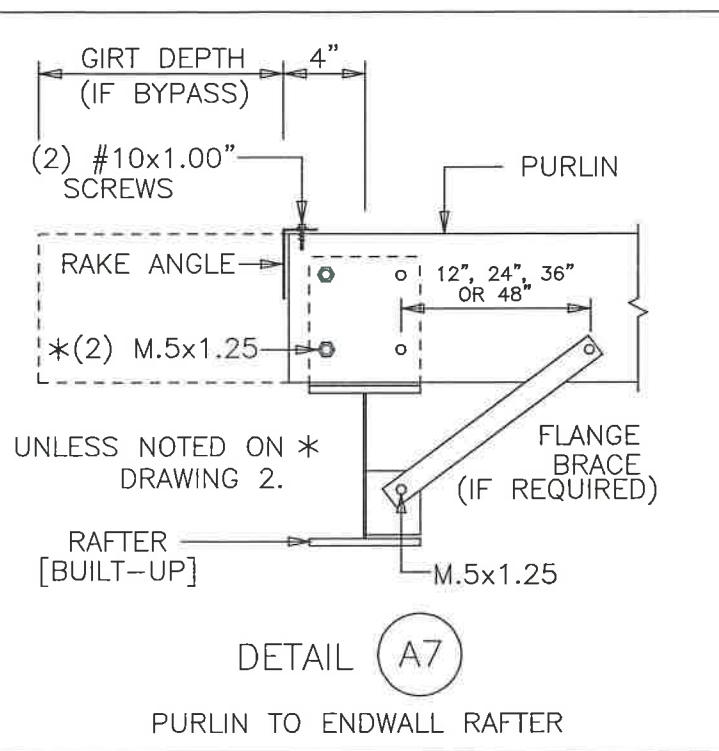 GIRT DEPTH
(IF BYPASS)
4"
(2) #10x1.00"
SCREWS
PURLIN
RAKE ANGLE
12", 24", 36"
OR 48"
*(2) M.5x1.25
UNLESS NOTED ON *
DRAWING 2.
FLANGE
BRACE
(IF REQUIRED)
RAFTER
[BUILT-UP]
M.5x1.25
DETAIL A7
PURLIN TO ENDWALL RAFTER